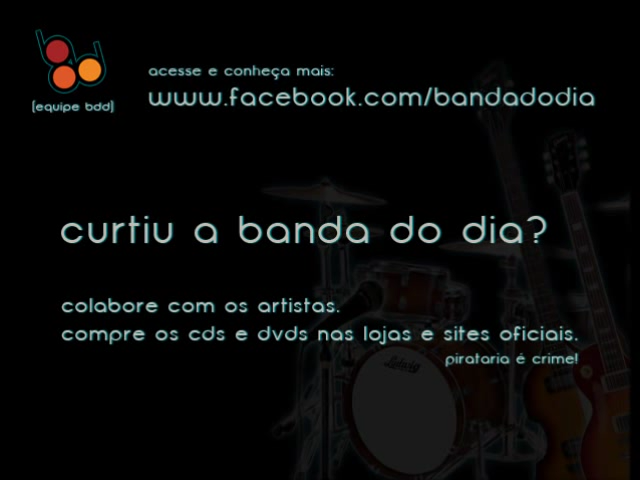 acesse e conheça mais:
www.facebook.com/bandadodia
[equipe bdd]
curtiu a banda do dia?
colabore com os artistas.
compre os cds e dvds nas lojas e sites oficiais.
pirataria é crime!
Ludwig